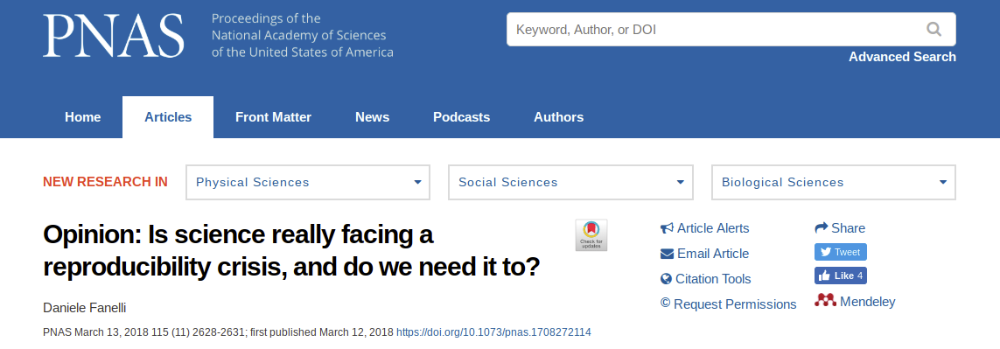 PNAS
Proceedings of the
National Academy of Sciences
of the United States of America
Keyword, Author, or DOI
Advanced Search
Home Articles Front Matter News Podcasts Authors
NEW RESEARCH IN Physical Sciences Social Sciences Biological Sciences
Opinion: Is science really facing a
reproducibility crisis, and do we need it to?
Check for
updates
Daniele Fanelli
PNAS March 13, 2018 115 (11) 2628-2631; first published March 12, 2018 https://doi.org/10.1073/pnas.1708272114
Article Alerts
Email Article
Citation Tools
© Request Permissions
Share
Tweet
Like 4
Mendeley